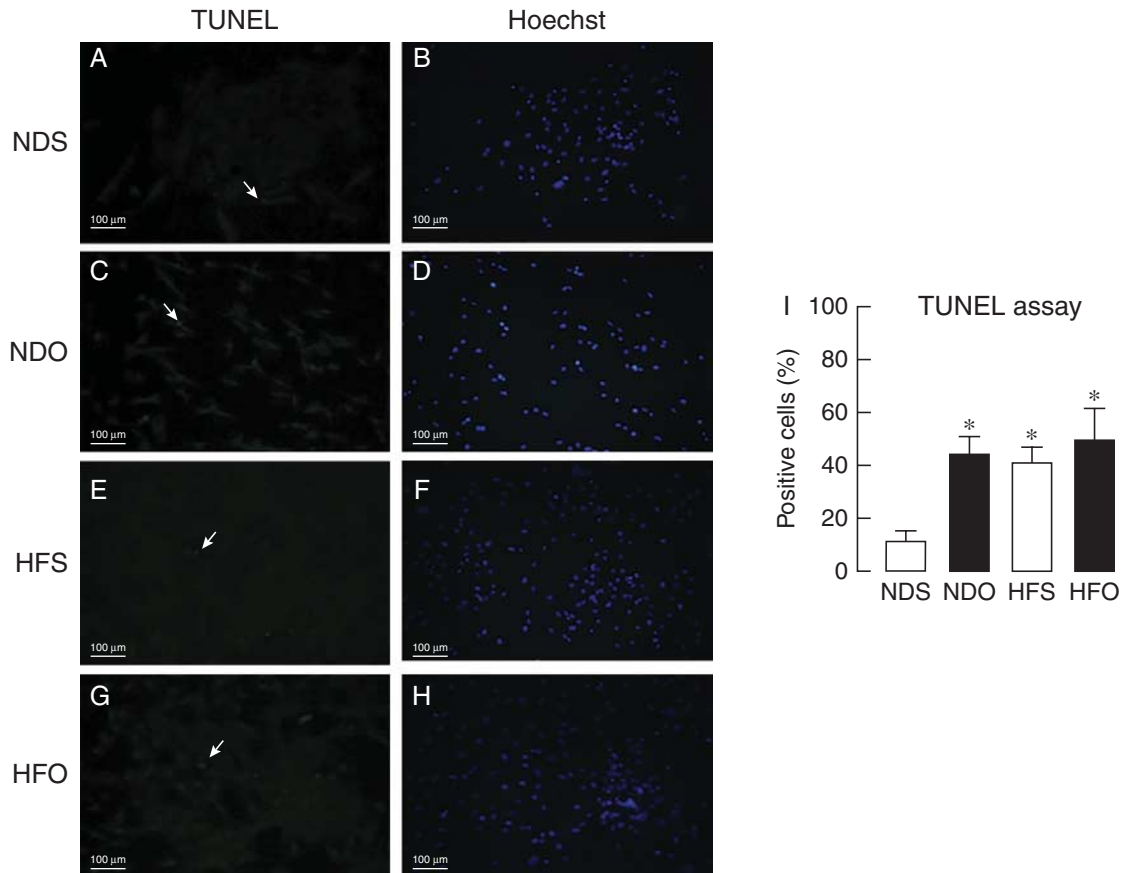 TUNEL Hoechst
NDS
A
100 μm
B
100 μm
NDO
C
100 μm
D
100 μm
HFS
E
100 μm
F
100 μm
HFO
G
100 μm
H
100 μm
I TUNEL assay
Positive cells (%)
100
80
60
40
20
0
* * *
NDS NDO HFS HFO